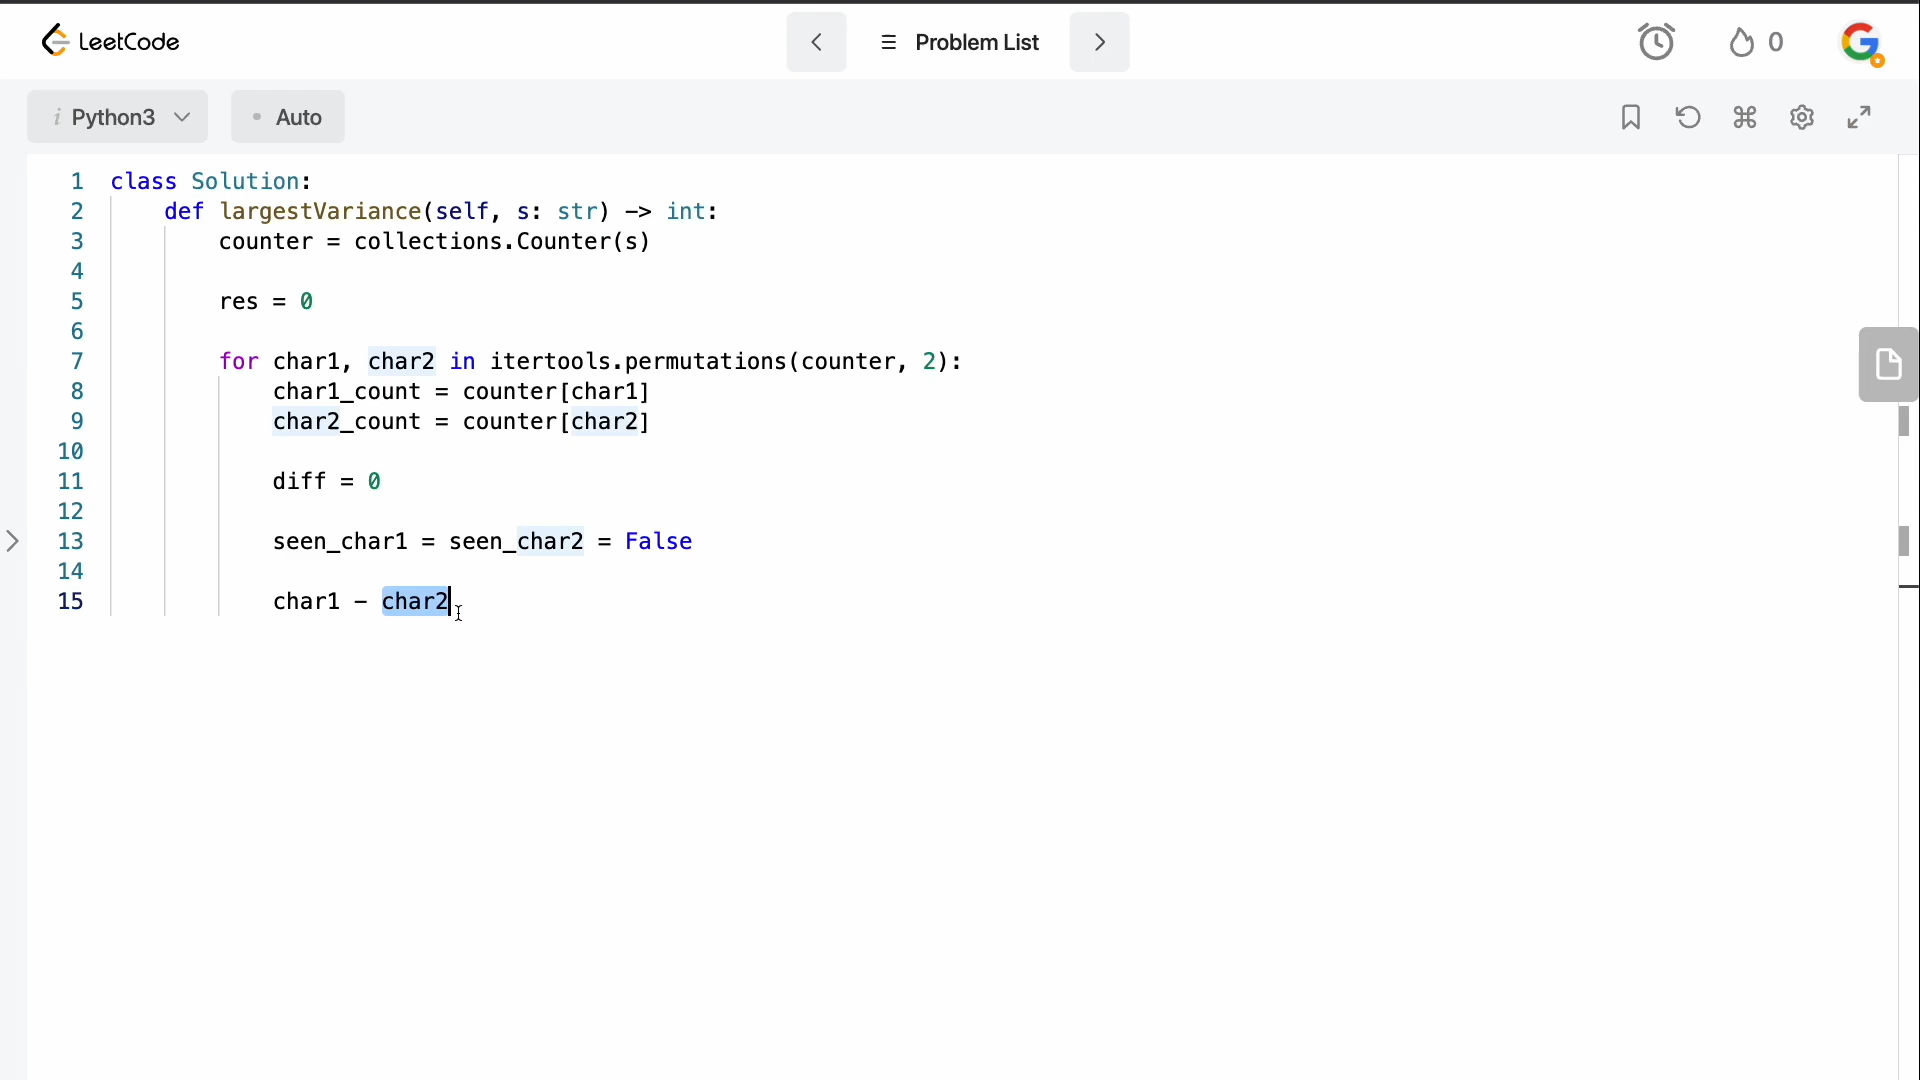 LeetCode
Problem List
0
i Python3
Auto
1 class Solution:
2 def largestVariance(self, s: str) -> int:
3 counter = collections.Counter(s)
4
5 res = 0
6
7 for char1, char2 in itertools.permutations(counter, 2):
8 char1_count = counter[char1]
9 char2_count = counter[char2]
10
11 diff = 0
12
13 seen_char1 = seen_char2 = False
14
15 char1 - char2